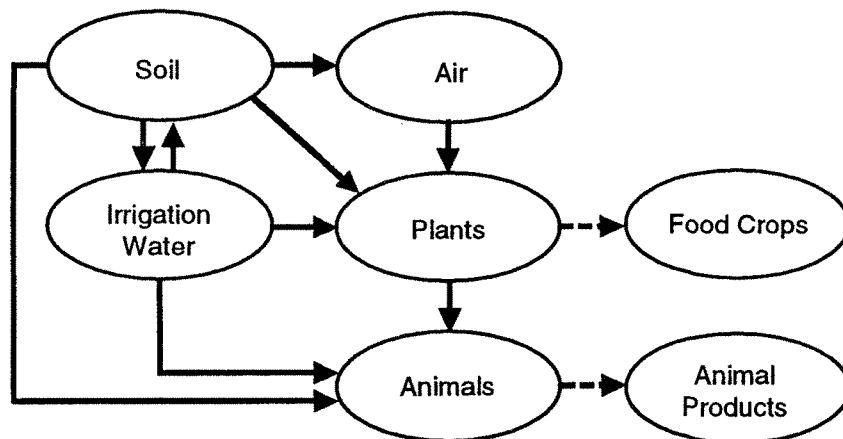 Soil
Air
Irrigation
Water
Plants
Food Crops
Animals
Animal
Products